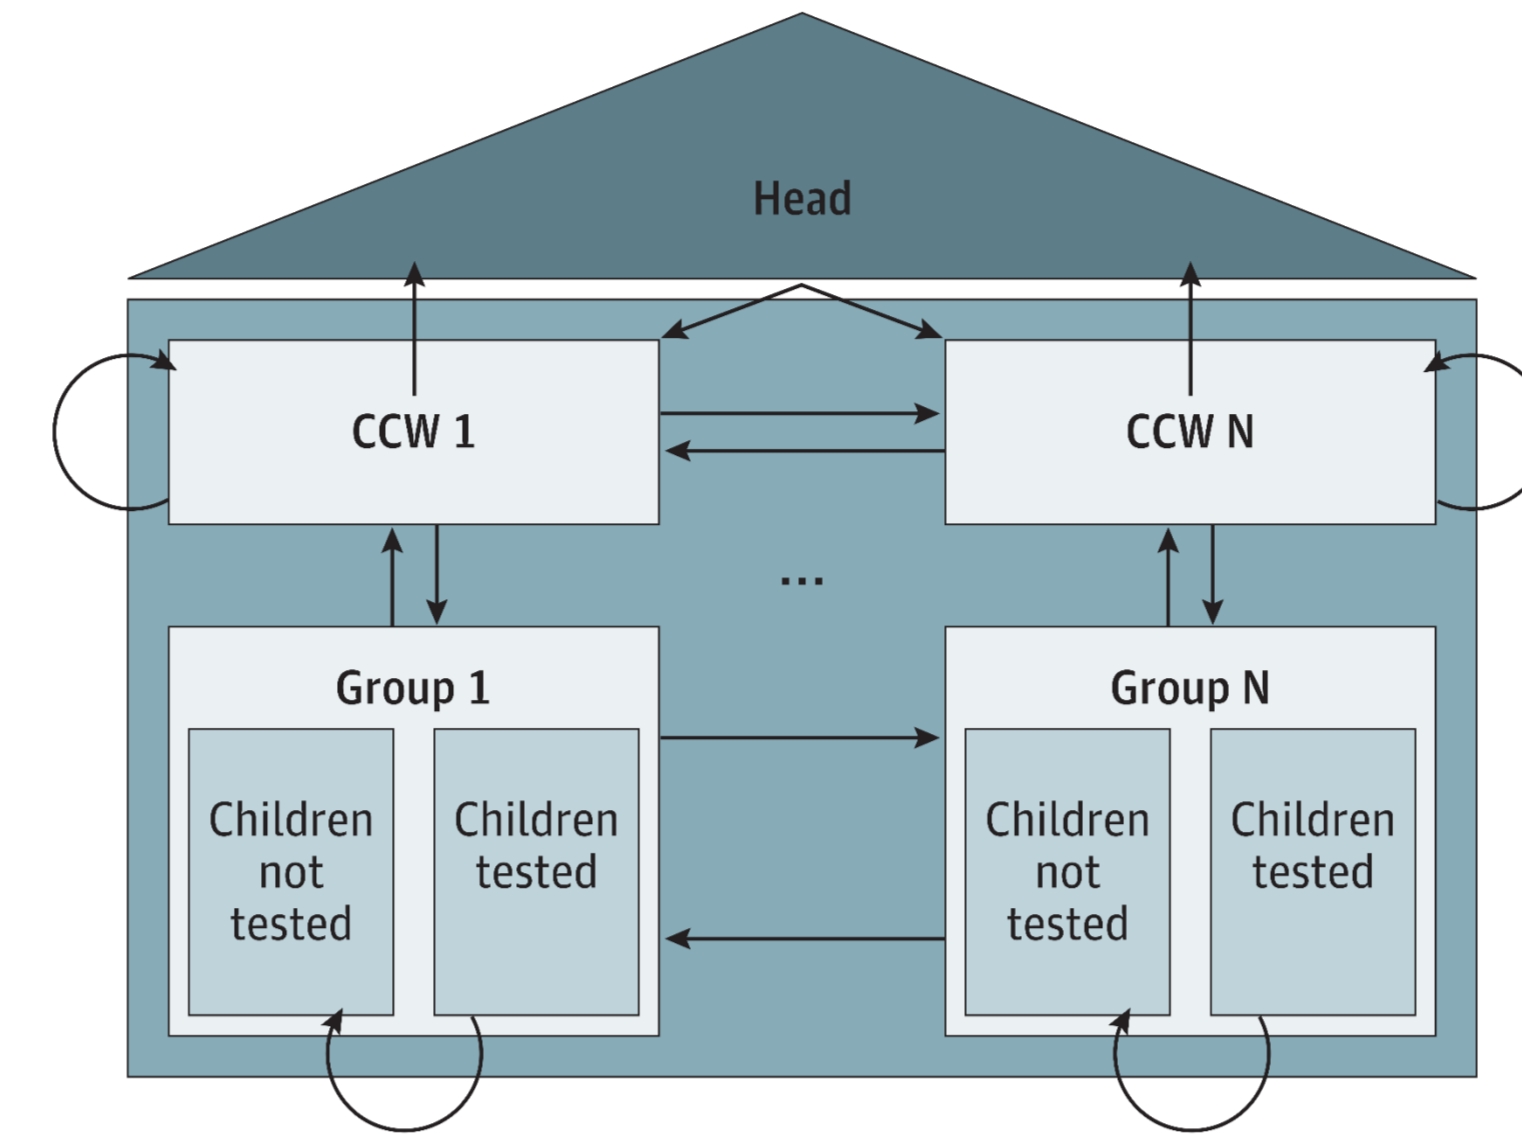 Head
CCW 1
CCW N
...
Group 1
Group N
Children
not
tested
Children
tested
Children
not
tested
Children
tested